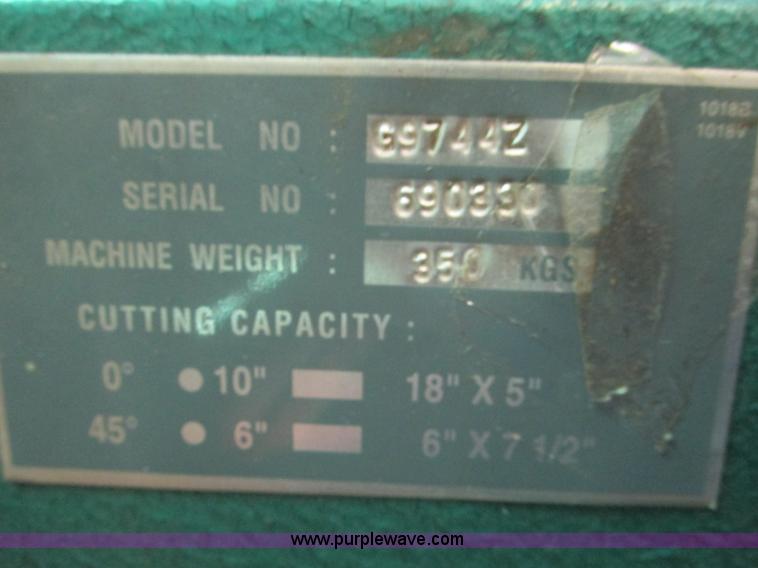 10182
MODEL NO : G9744Z
SERIAL NO : 690330
MACHINE WEIGHT : 350 KGS
CUTTING CAPACITY :
0° 10" 18" X 5"
45° 6" 6" X 7 1/2"
www.purplewave.com